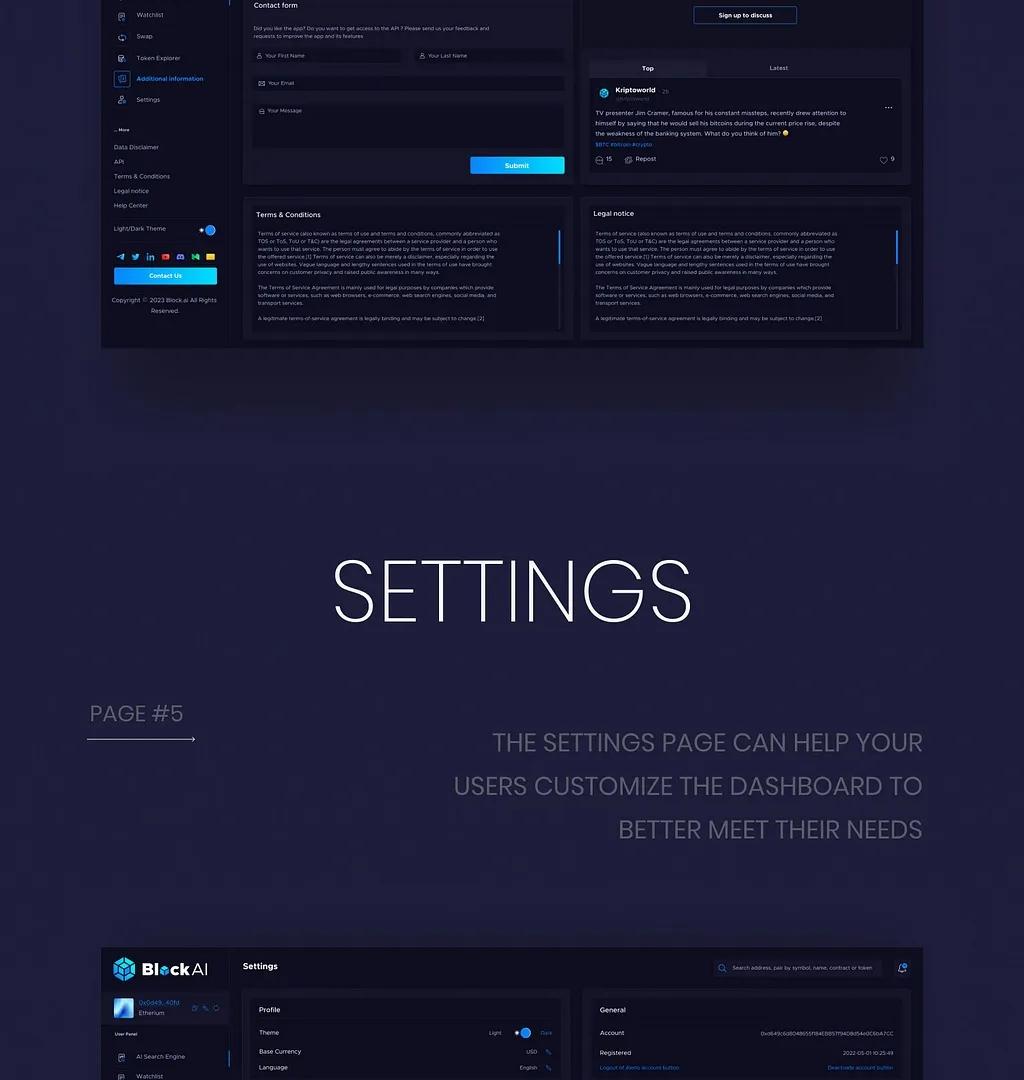 Watchlist
Swap
Token Explorer
Additional information
Settings
... More
Data Disclaimer
API
Terms & Conditions
Legal notice
Help Center
Light/Dark Theme
Contact Us
Copyright © 2023 Block.ai All Rights
Reserved.
Contact form
Did you like the app? Do you want to get access to the API ? Please send us your feedback and
requests to improve the app and its features
Your First Name
Your Last Name
Your Email
Your Message
Submit
Sign up to discuss
Top
Latest
Kriptoworld · 2h
TV presenter Jim Cramer, famous for his constant missteps, recently drew attention to
himself by saying that he would sell his bitcoins during the current price rise, despite
the weakness of the banking system. What do you think of him? 😀
$BTC #bitcoin #crypto
15
Repost
9
Terms & Conditions
Terms of service (also known as terms of use and terms and conditions, commonly abbreviated as
TOS or ToS, ToU or T&C) are the legal agreements between a service provider and a person who
wants to use that service. The person must agree to abide by the terms of service in order to use
the offered service.[1] Terms of service can also be merely a disclaimer, especially regarding the
use of websites. Vague language and lengthy sentences used in the terms of use have brought
concerns on customer privacy and raised public awareness in many ways.
The Terms of Service Agreement is mainly used for legal purposes by companies which provide
software or services, such as web browsers, e-commerce, web search engines, social media, and
transport services.
A legitimate terms-of-service agreement is legally binding and may be subject to change.[2]
Legal notice
Terms of service (also known as terms of use and terms and conditions, commonly abbreviated as
TOS or ToS, ToU or T&C) are the legal agreements between a service provider and a person who
wants to use that service. The person must agree to abide by the terms of service in order to use
the offered service.[1] Terms of service can also be merely a disclaimer, especially regarding the
use of websites. Vague language and lengthy sentences used in the terms of use have brought
concerns on customer privacy and raised public awareness in many ways.
The Terms of Service Agreement is mainly used for legal purposes by companies which provide
software or services, such as web browsers, e-commerce, web search engines, social media, and
transport services.
A legitimate terms-of-service agreement is legally binding and may be subject to change.[2]
SETTINGS
PAGE #5
THE SETTINGS PAGE CAN HELP YOUR
USERS CUSTOMIZE THE DASHBOARD TO
BETTER MEET THEIR NEEDS
Block AI
0x0d49...40fd
Etherium
User Panel
AI Search Engine
Watchlist
Settings
Search address, pair by symbol, name, contract or token
Profile
Theme
Light
Dark
Base Currency
USD
Language
English
General
Account
Registered
2022-05-01 10:25:49
Logout of all account button
Deactivate account button